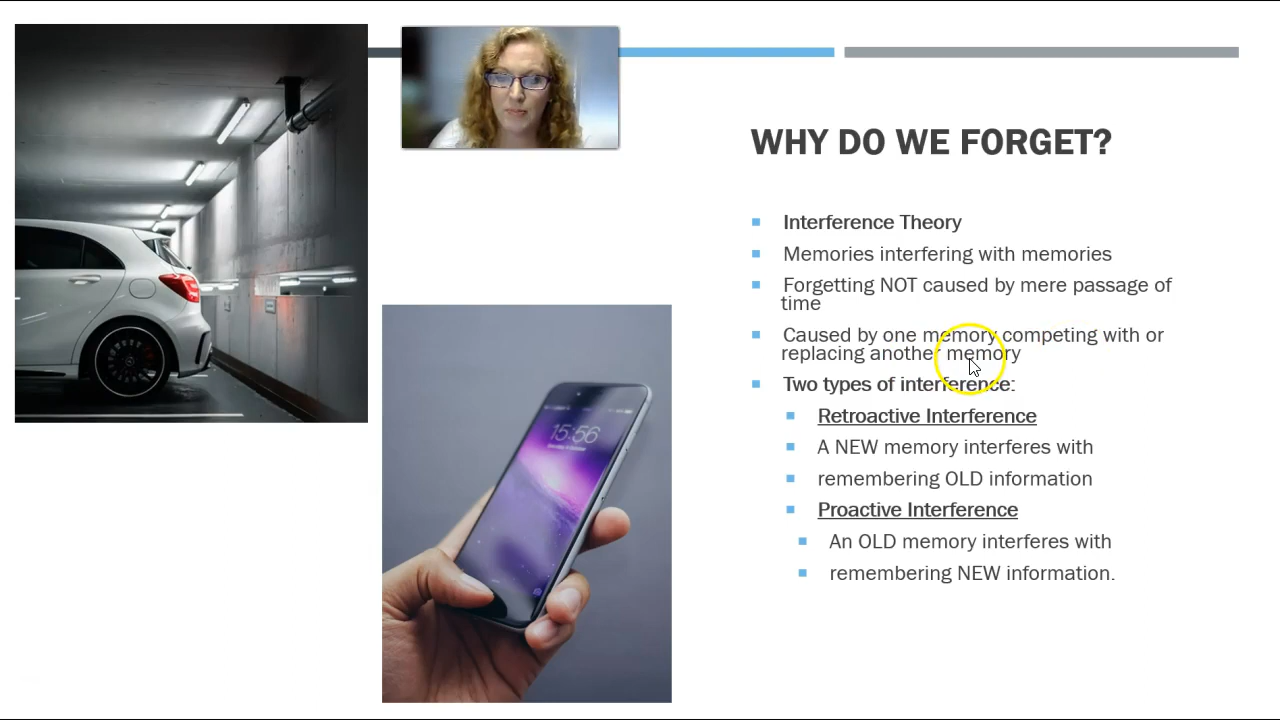 WHY DO WE FORGET?
Interference Theory
Memories interfering with memories
Forgetting NOT caused by mere passage of
time
Caused by one memory competing with or
replacing another memory
Two types of interference:
Retroactive Interference
A NEW memory interferes with
remembering OLD information
Proactive Interference
An OLD memory interferes with
remembering NEW information.
15:56